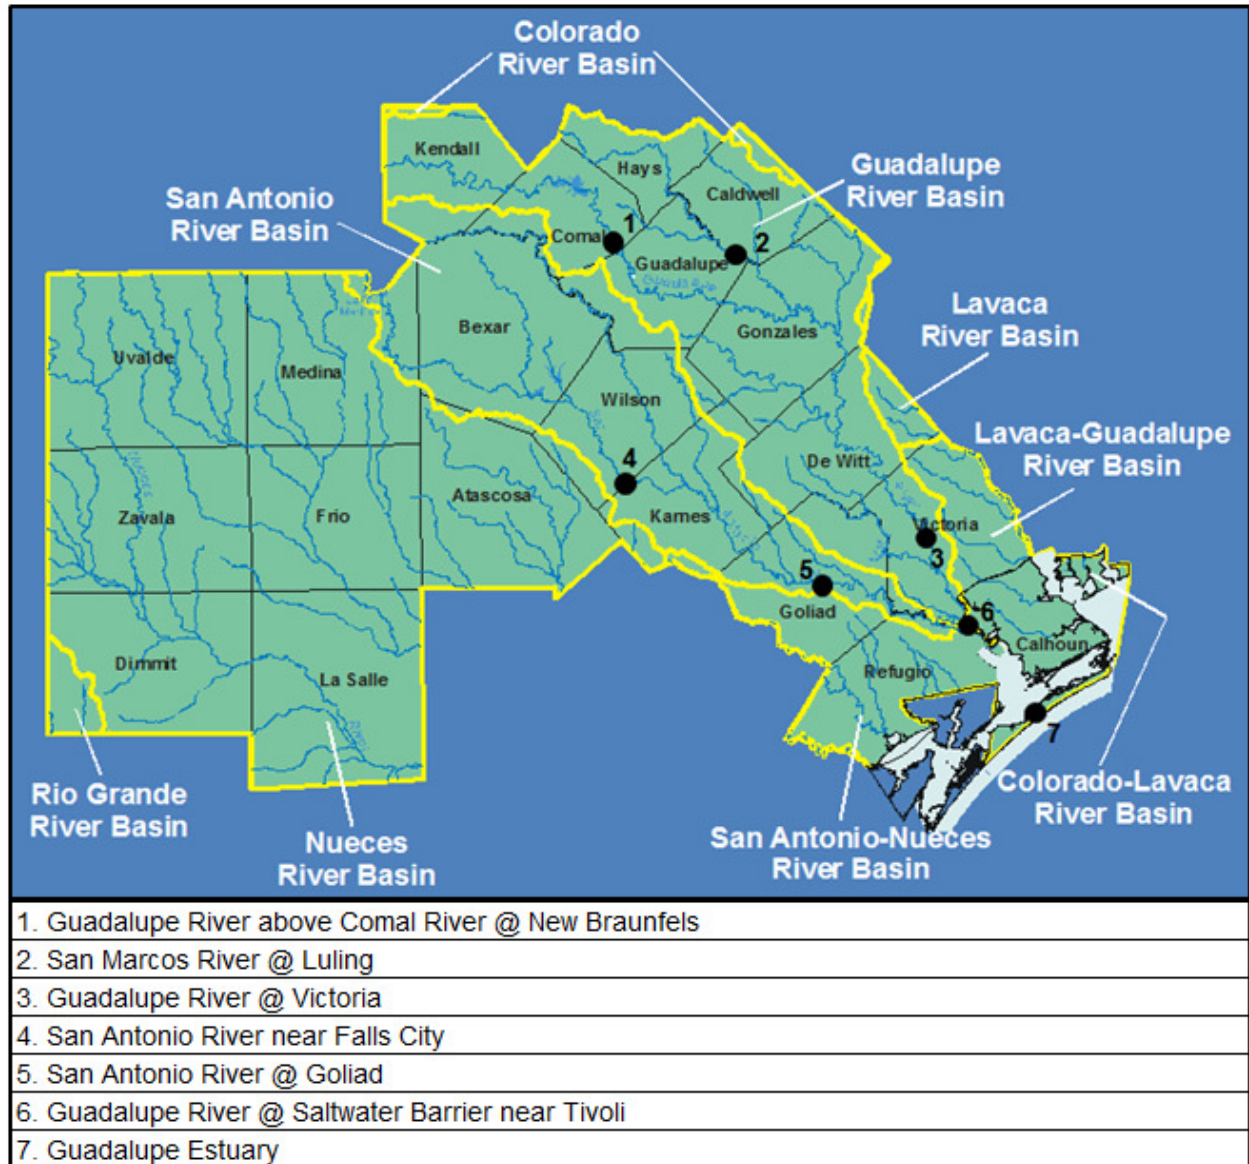 Colorado
River Basin
Kendall
Hays
Caldwell
Guadalupe
River Basin
San Antonio
River Basin
Comal
1
2
Guadalupe
Lavaca
River Basin
Bexar
Gonzales
Uvalde
Medina
Wilson
Lavaca-Guadalupe
River Basin
4
De Witt
Atascosa
Zavala
Frio
Karnes
Victoria
3
5
Goliad
6
Calhoun
Dimmit
La Salle
Refugio
7
Rio Grande
River Basin
Colorado-Lavaca
River Basin
Nueces
River Basin
San Antonio-Nueces
River Basin
1. Guadalupe River above Comal River @ New Braunfels
2. San Marcos River @ Luling
3. Guadalupe River @ Victoria
4. San Antonio River near Falls City
5. San Antonio River @ Goliad
6. Guadalupe River @ Saltwater Barrier near Tivoli
7. Guadalupe Estuary